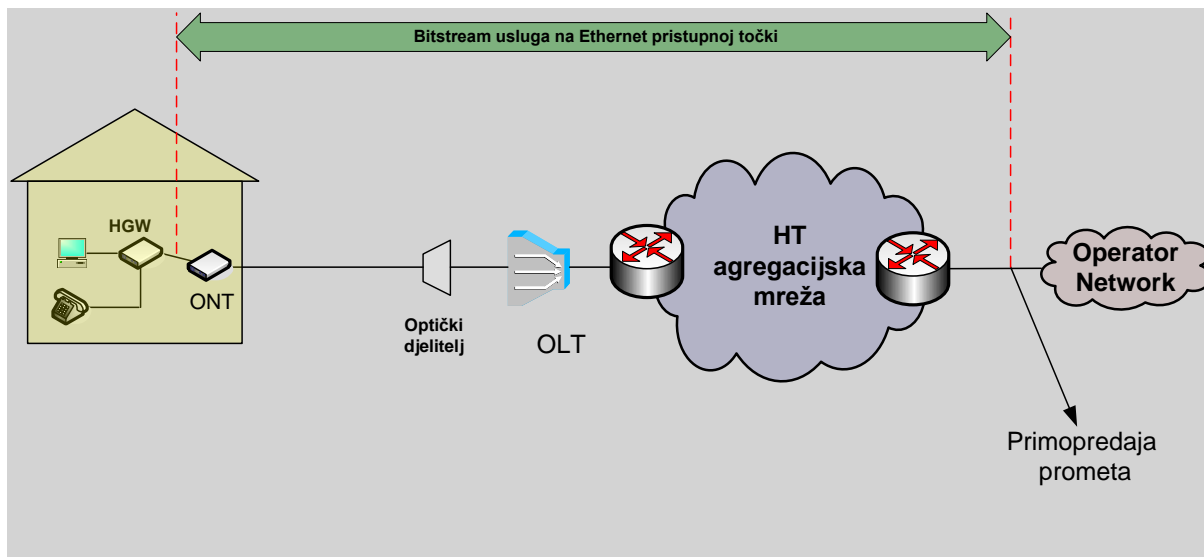 Bitstream usluga na Ethernet pristupnoj točki
HGW
ONT
Optički
djelitelj
OLT
HT
agregacijska
mreža
Operator
Network
Primopredaja
prometa